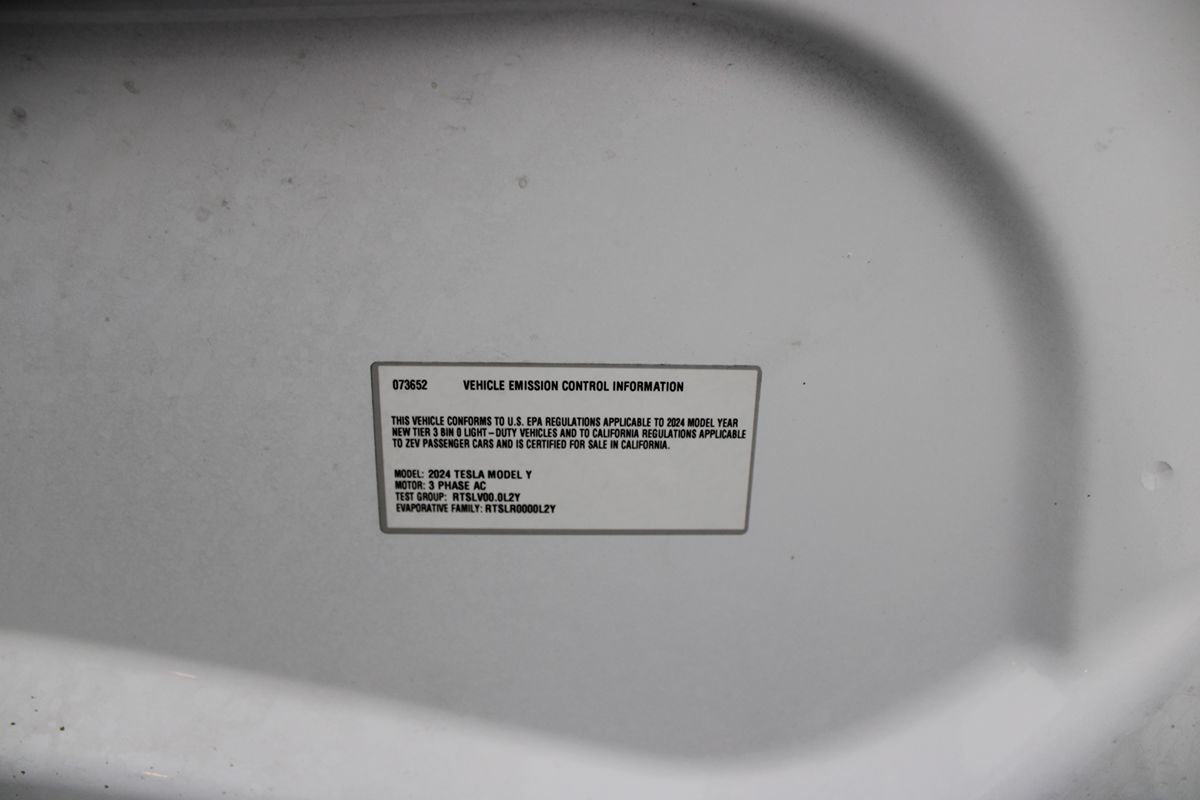 073652 VEHICLE EMISSION CONTROL INFORMATION
THIS VEHICLE CONFORMS TO U.S. EPA REGULATIONS APPLICABLE TO 2024 MODEL YEAR
NEW TIER 3 BIN 0 LIGHT-DUTY VEHICLES AND TO CALIFORNIA REGULATIONS APPLICABLE
TO ZEV PASSENGER CARS AND IS CERTIFIED FOR SALE IN CALIFORNIA.
MODEL: 2024 TESLA MODEL Y
MOTOR: 3 PHASE AC
TEST GROUP: RTSLV00.0L2Y
EVAPORATIVE FAMILY: RTSLR0000L2Y